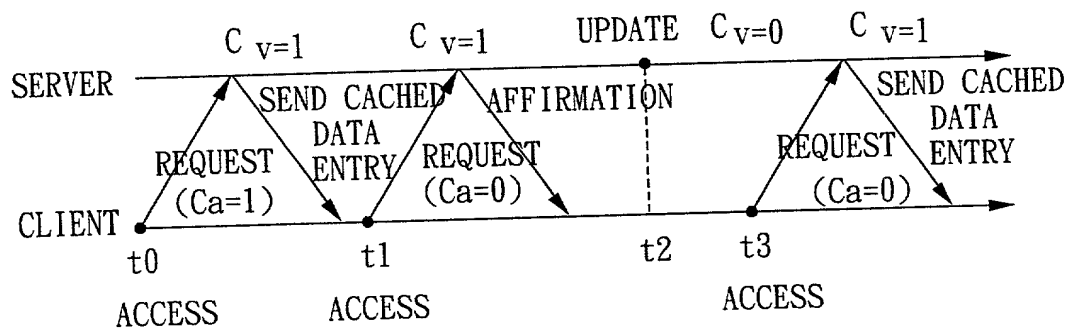 C v=1
C v=1
UPDATE
C v=0
C v=1
SERVER
SEND CACHED
DATA
ENTRY
AFFIRMATION
SEND CACHED
DATA
ENTRY
REQUEST
(Ca=1)
REQUEST
(Ca=0)
REQUEST
(Ca=0)
CLIENT
t0
t1
t2
t3
ACCESS
ACCESS
ACCESS